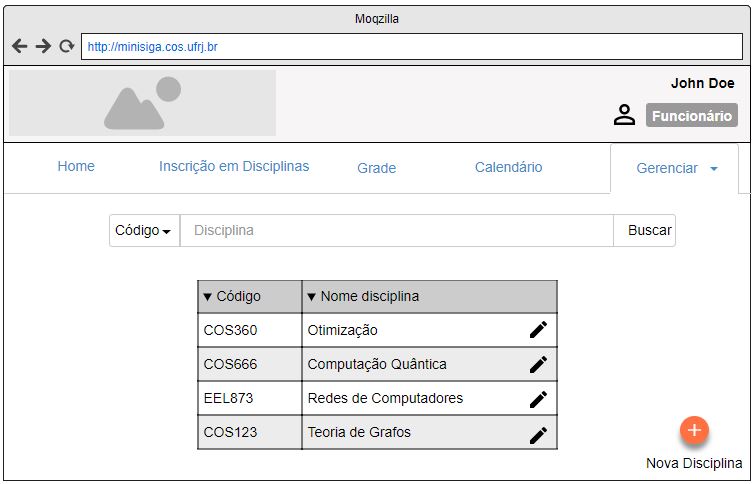 Moqzilla
http://minisiga.cos.ufrj.br
John Doe
Funcionário
Home Inscrição em Disciplinas Grade Calendário Gerenciar
Código Disciplina Buscar
Código Nome disciplina
COS360 Otimização
COS666 Computação Quântica
EEL873 Redes de Computadores
COS123 Teoria de Grafos
Nova Disciplina